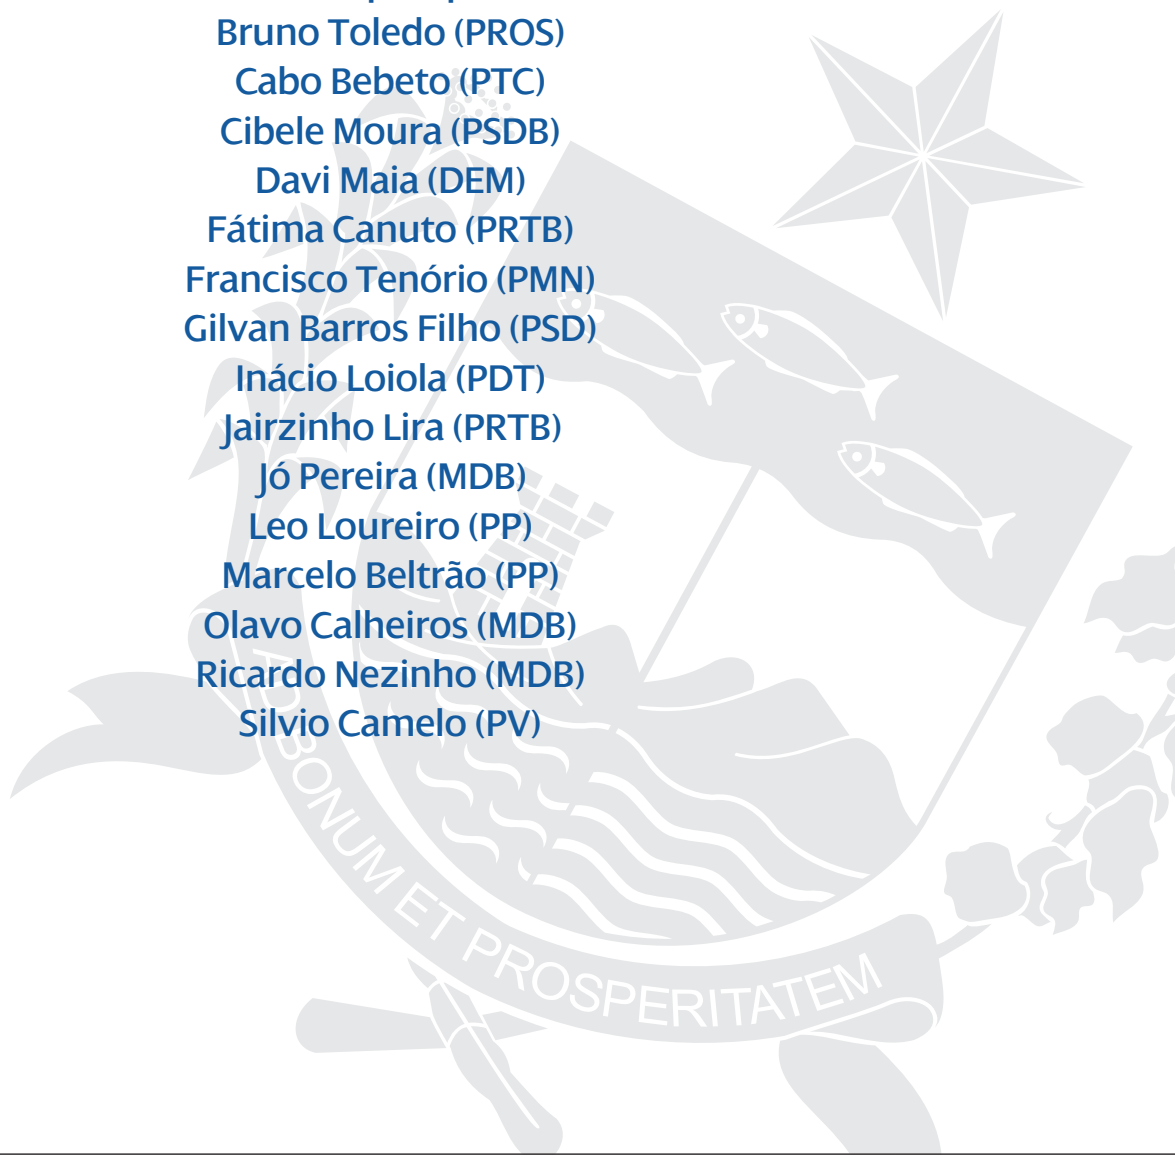 Bruno Toledo (PROS)
Cabo Bebeto (PTC)
Cibele Moura (PSDB)
Davi Maia (DEM)
Fátima Canuto (PRTB)
Francisco Tenório (PMN)
Gilvan Barros Filho (PSD)
Inácio Loiola (PDT)
Jairzinho Lira (PRTB)
Jó Pereira (MDB)
Leo Loureiro (PP)
Marcelo Beltrão (PP)
Olavo Calheiros (MDB)
Ricardo Nezinho (MDB)
Silvio Camelo (PV)
AD BONUM ET PROSPERITATEM